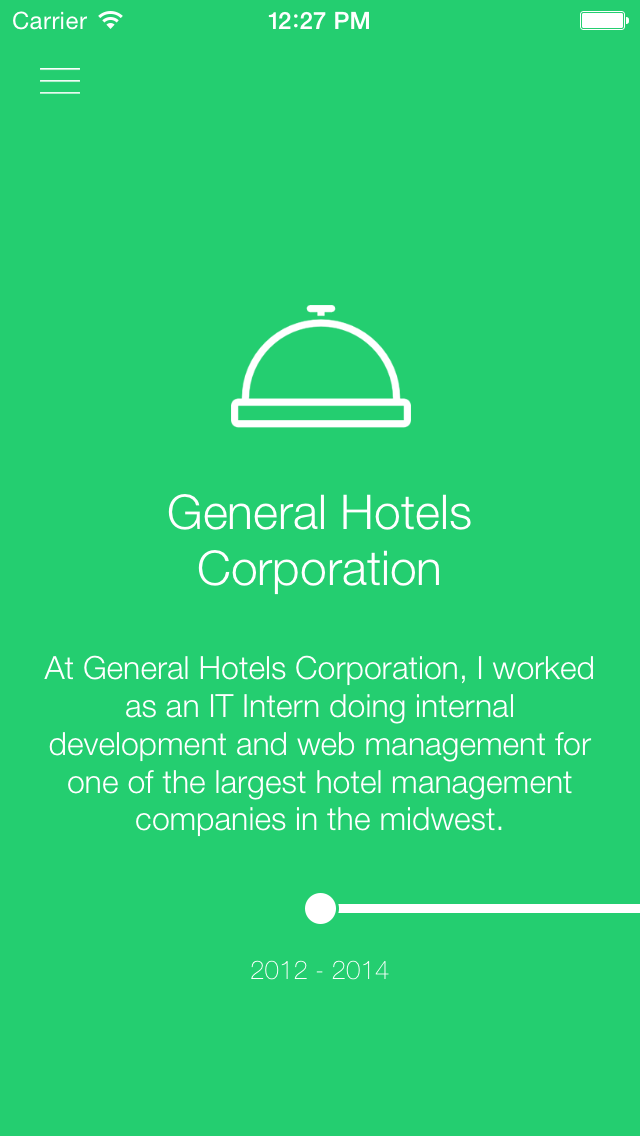 Carrier 12:27 PM
General Hotels
Corporation
At General Hotels Corporation, I worked
as an IT Intern doing internal
development and web management for
one of the largest hotel management
companies in the midwest.
2012 - 2014